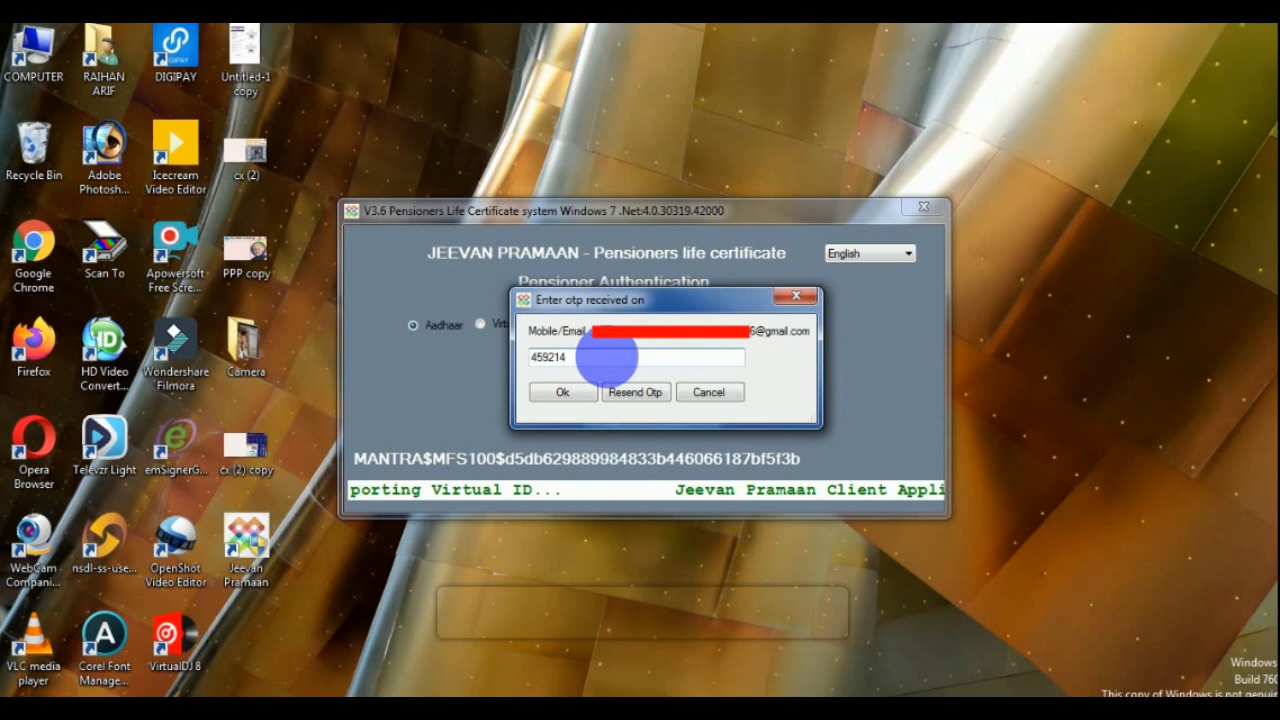 COMPUTER
RAIHAN
ARIF
DIGIPAY
DIGIPAY
Untitled-1
copy
Recycle Bin
Adobe
Photosh...
Icecream
Video Editor
cx (2)
Google
Chrome
Scan To
Apowersoft
Free Scre...
PPP copy
Firefox
HD
HD Video
Convert...
Wondershare
Filmora
Camera
Opera
Browser
Televzr Light
emSignerG...
cx (2) copy
WebCam
Compani...
nsdl-ss-use...
OpenShot
Video Editor
Jeevan
Pramaan
VLC media
player
A
Corel Font
Manage...
VirtualDJ 8
V3.6 Pensioners Life Certificate system Windows 7 .Net:4.0.30319.42000
JEEVAN PRAMAAN - Pensioners life certificate
English
Pensioner Authentication
Aadhaar
Virt
Enter otp received on
Mobile/Email
6@gmail.com
459214
Ok
Resend Otp
Cancel
MANTRA$MFS100$d5db629889984833b446066187bf5f3b
porting Virtual ID... Jeevan Pramaan Client Appli
Windows
Build 760
This copy of Windows is not genuin